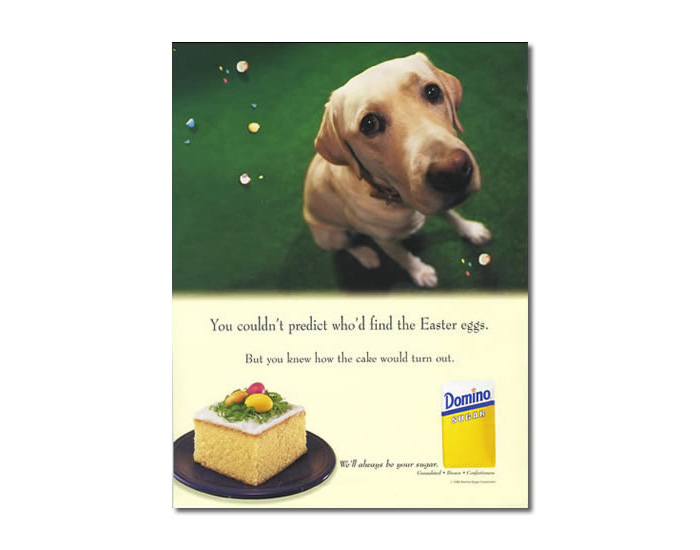 You couldn't predict who'd find the Easter eggs.
But you knew how the cake would turn out.
Domino
SUGAR
We'll always be your sugar.
Granulated • Brown • Confectioners